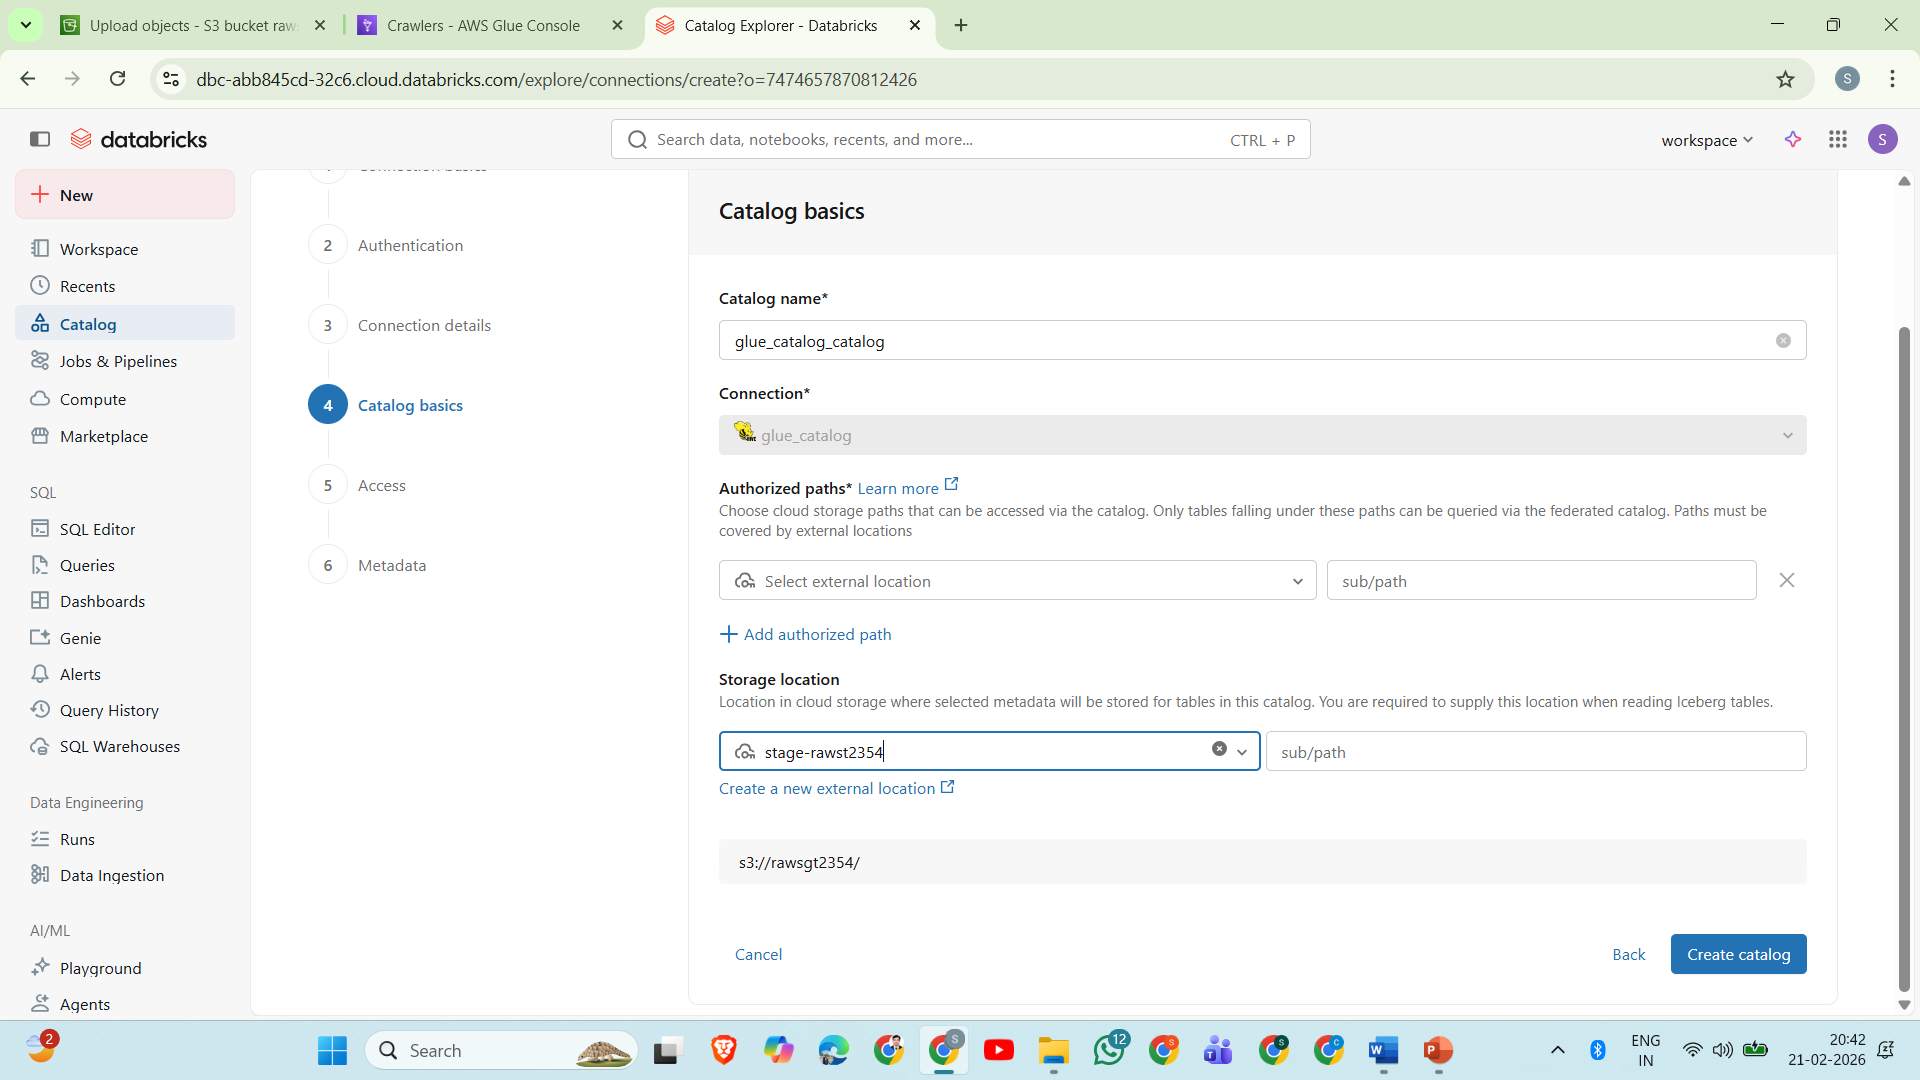 Upload objects - S3 bucket raws
Crawlers - AWS Glue Console
Catalog Explorer - Databricks
dbc-abb845cd-32c6.cloud.databricks.com/explore/connections/create?o=7474657870812426
S
databricks
Search data, notebooks, recents, and more...
CTRL + P
workspace
S
New
Workspace
Recents
Catalog
Jobs & Pipelines
Compute
Marketplace
SQL
SQL Editor
Queries
Dashboards
Genie
Alerts
Query History
SQL Warehouses
Data Engineering
Runs
Data Ingestion
AI/ML
Playground
Agents
Connection basics
2 Authentication
3 Connection details
4 Catalog basics
5 Access
6 Metadata
Catalog basics
Catalog name*
glue_catalog_catalog
Connection*
glue_catalog
Authorized paths* Learn more
Choose cloud storage paths that can be accessed via the catalog. Only tables falling under these paths can be queried via the federated catalog. Paths must be
covered by external locations
Select external location
sub/path
Add authorized path
Storage location
Location in cloud storage where selected metadata will be stored for tables in this catalog. You are required to supply this location when reading Iceberg tables.
stage-rawst2354
sub/path
Create a new external location
s3://rawsgt2354/
Cancel
Back
Create catalog
2
Search
S
12
S
S
C
ENG
IN
20:42
21-02-2026